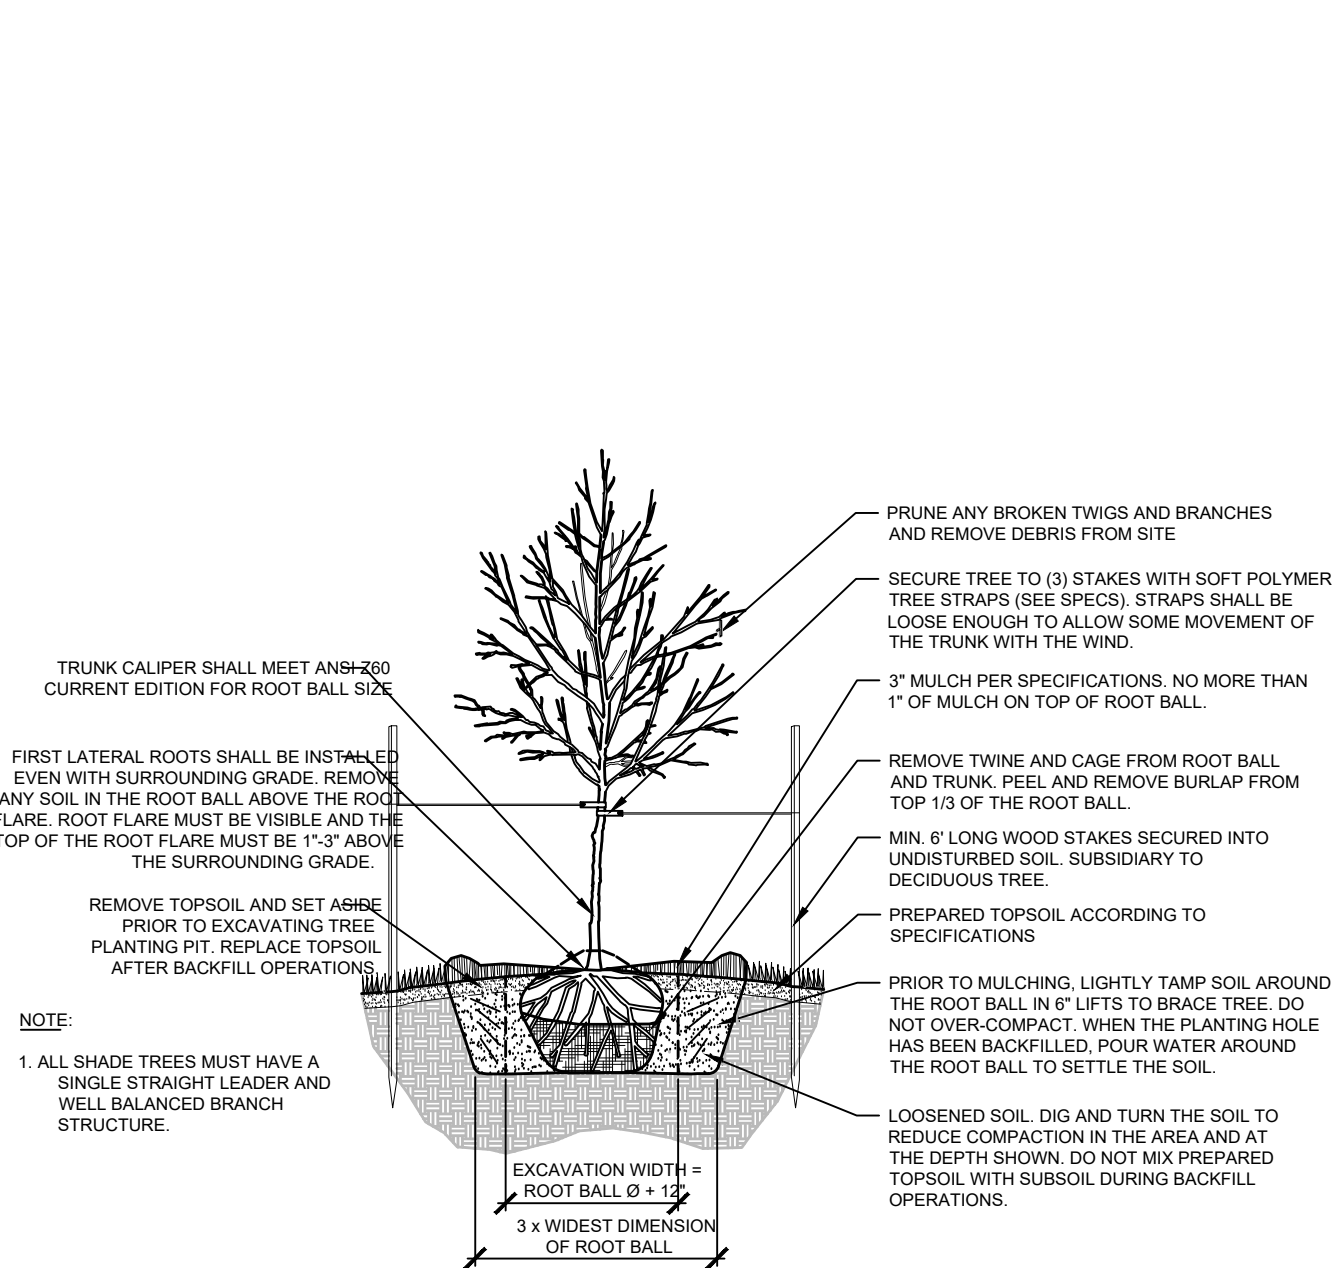 PRUNE ANY BROKEN TWIGS AND BRANCHES
AND REMOVE DEBRIS FROM SITE
SECURE TREE TO (3) STAKES WITH SOFT POLYMER
TREE STRAPS (SEE SPECS). STRAPS SHALL BE
LOOSE ENOUGH TO ALLOW SOME MOVEMENT OF
THE TRUNK WITH THE WIND.
3" MULCH PER SPECIFICATIONS. NO MORE THAN
1" OF MULCH ON TOP OF ROOT BALL.
REMOVE TWINE AND CAGE FROM ROOT BALL
AND TRUNK. PEEL AND REMOVE BURLAP FROM
TOP 1/3 OF THE ROOT BALL.
MIN. 6' LONG WOOD STAKES SECURED INTO
UNDISTURBED SOIL. SUBSIDIARY TO
DECIDUOUS TREE.
PREPARED TOPSOIL ACCORDING TO
SPECIFICATIONS
PRIOR TO MULCHING, LIGHTLY TAMP SOIL AROUND
THE ROOT BALL IN 6" LIFTS TO BRACE TREE. DO
NOT OVER-COMPACT. WHEN THE PLANTING HOLE
HAS BEEN BACKFILLED, POUR WATER AROUND
THE ROOT BALL TO SETTLE THE SOIL.
LOOSENED SOIL. DIG AND TURN THE SOIL TO
REDUCE COMPACTION IN THE AREA AND AT
THE DEPTH SHOWN. DO NOT MIX PREPARED
TOPSOIL WITH SUBSOIL DURING BACKFILL
OPERATIONS.
TRUNK CALIPER SHALL MEET ANSI Z60
CURRENT EDITION FOR ROOT BALL SIZE
FIRST LATERAL ROOTS SHALL BE INSTALLED
EVEN WITH SURROUNDING GRADE. REMOVE
ANY SOIL IN THE ROOT BALL ABOVE THE ROOT
FLARE. ROOT FLARE MUST BE VISIBLE AND THE
TOP OF THE ROOT FLARE MUST BE 1"-3" ABOVE
THE SURROUNDING GRADE.
REMOVE TOPSOIL AND SET ASIDE
PRIOR TO EXCAVATING TREE
PLANTING PIT. REPLACE TOPSOIL
AFTER BACKFILL OPERATIONS.
NOTE:
1. ALL SHADE TREES MUST HAVE A
SINGLE STRAIGHT LEADER AND
WELL BALANCED BRANCH
STRUCTURE.
EXCAVATION WIDTH =
ROOT BALL Ø + 12"
3 x WIDEST DIMENSION
OF ROOT BALL